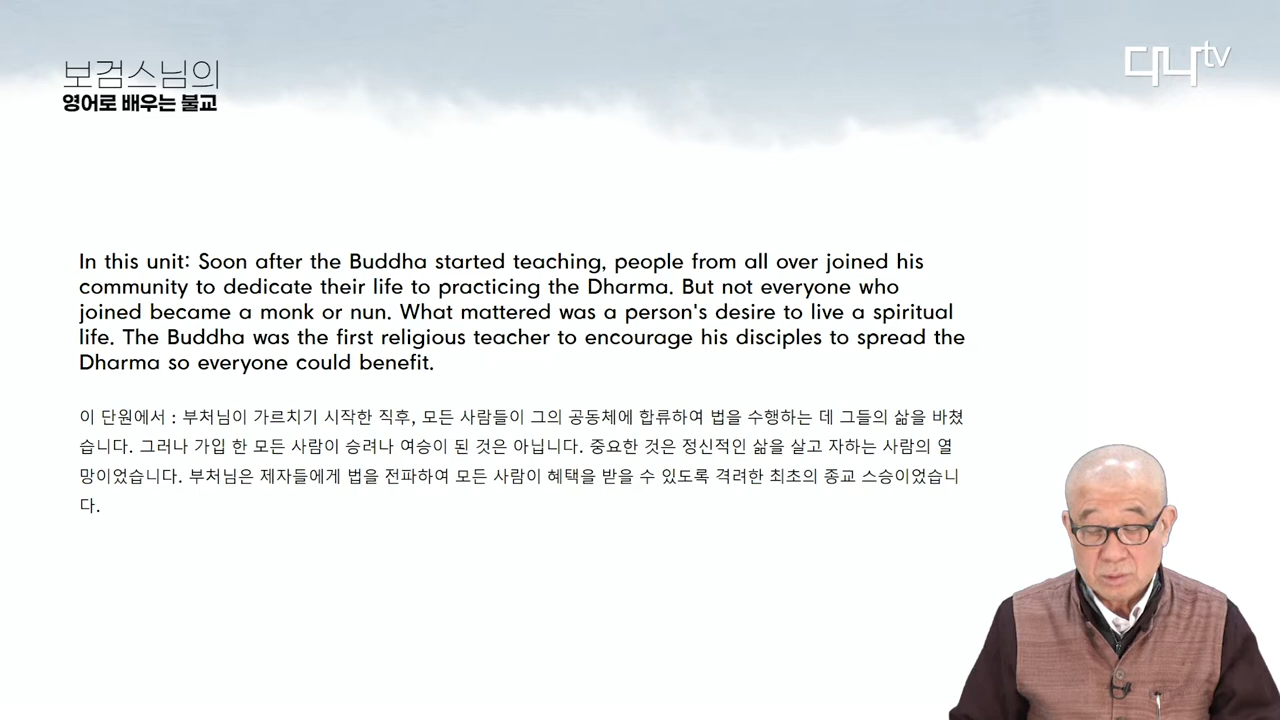 보검스님의
영어로 배우는 불교
다나tv
In this unit: Soon after the Buddha started teaching, people from all over joined his
community to dedicate their life to practicing the Dharma. But not everyone who
joined became a monk or nun. What mattered was a person's desire to live a spiritual
life. The Buddha was the first religious teacher to encourage his disciples to spread the
Dharma so everyone could benefit.
이 단원에서 : 부처님이 가르치기 시작한 직후, 모든 사람들이 그의 공동체에 합류하여 법을 수행하는 데 그들의 삶을 바쳤
습니다. 그러나 가입 한 모든 사람이 승려나 여승이 된 것은 아닙니다. 중요한 것은 정신적인 삶을 살고 자하는 사람의 열
망이었습니다. 부처님은 제자들에게 법을 전파하여 모든 사람이 혜택을 받을 수 있도록 격려한 최초의 종교 스승이었습니
다.